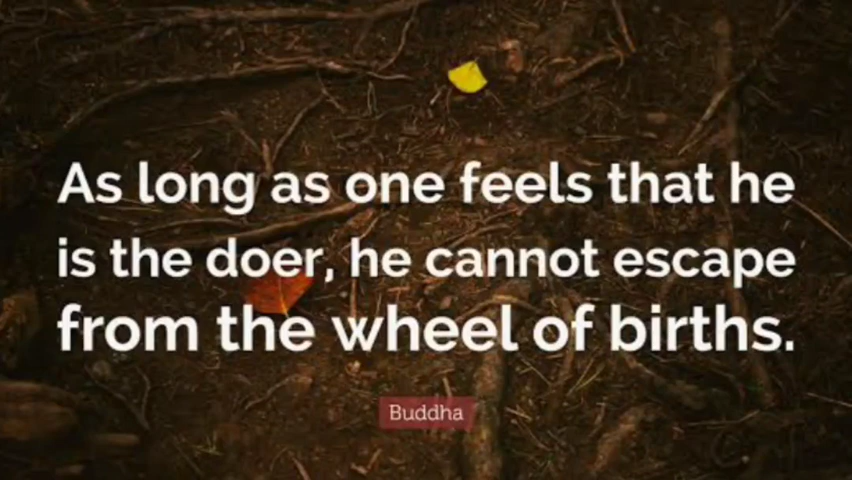 As long as one feels that he
is the doer, he cannot escape
from the wheel of births.
Buddha